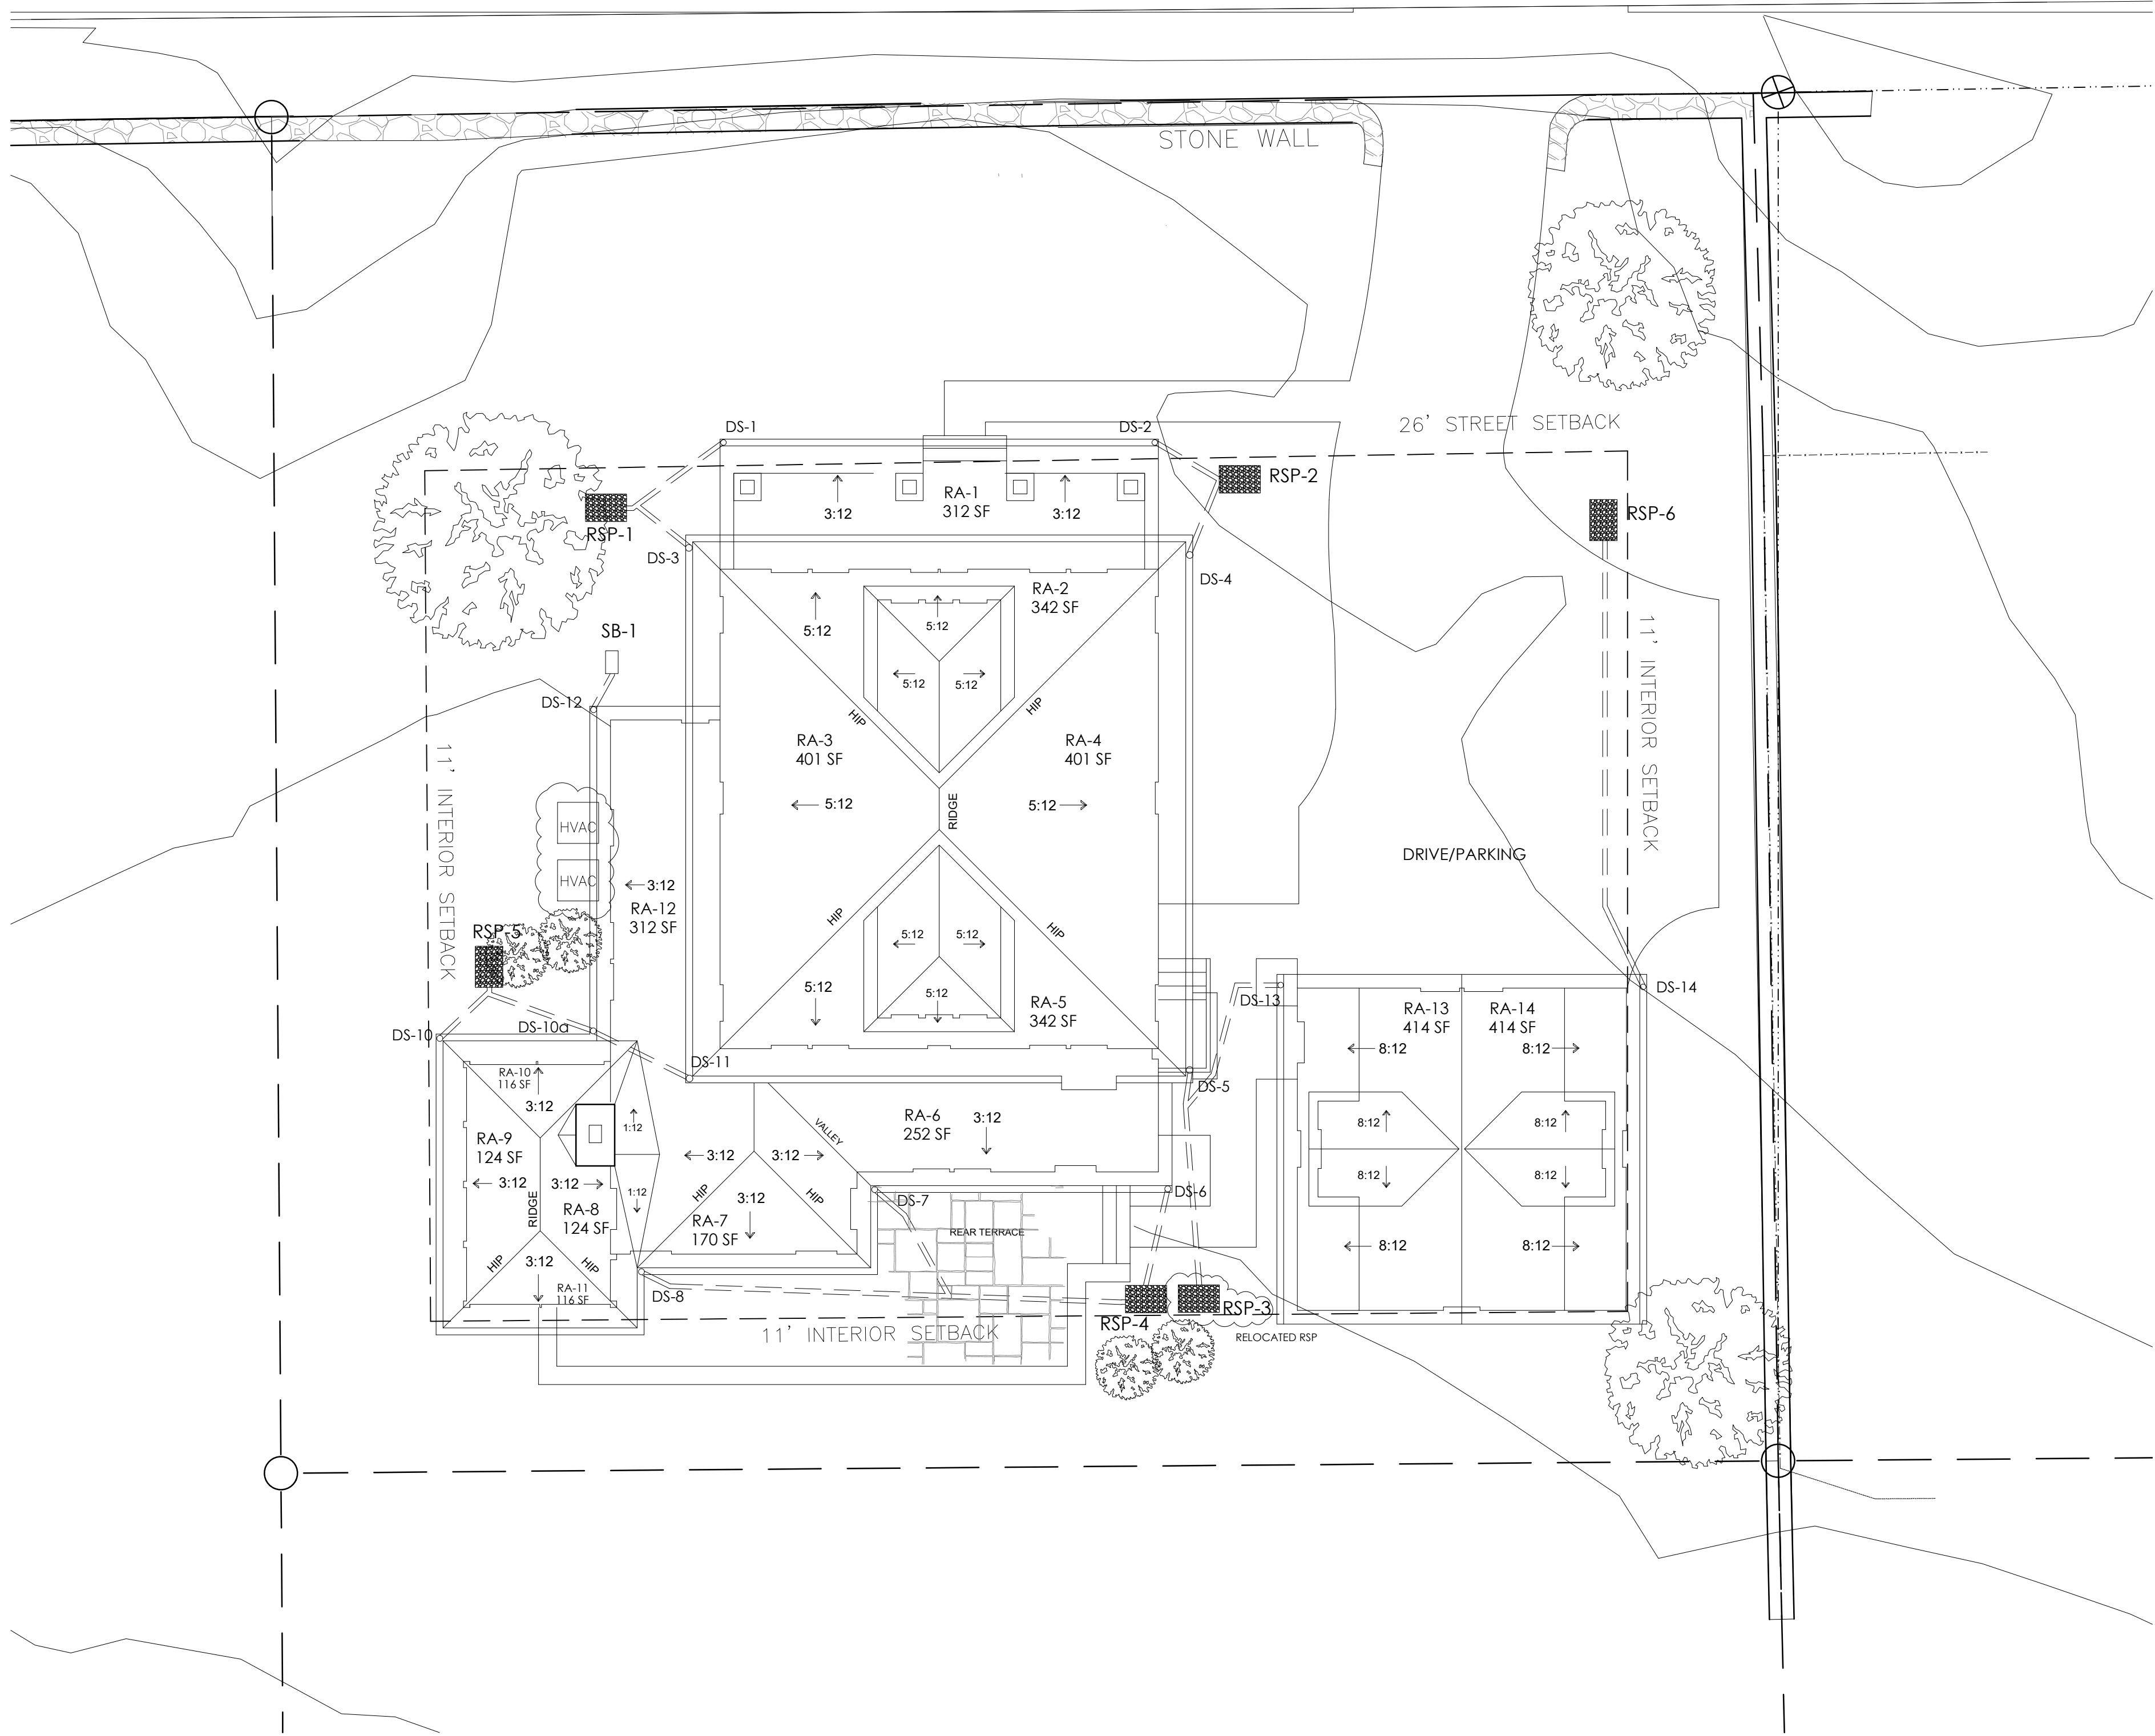 STONE WALL
26' STREET SETBACK
DS-1
DS-2
RSP-2
RA-1
312 SF
3:12
3:12
RSP-1
RSP-6
DS-3
DS-4
RA-2
342 SF
5:12
5:12
SB-1
5:12
5:12
11' INTERIOR SETBACK
DS-12
HIP
HIP
RA-3
401 SF
RA-4
401 SF
5:12
5:12
RIDGE
11' INTERIOR SETBACK
HVAC
HVAC
DRIVE/PARKING
3:12
RA-12
312 SF
HIP
HIP
RSP-5
5:12
5:12
5:12
5:12
RA-5
342 SF
DS-13
DS-14
RA-13
414 SF
RA-14
414 SF
DS-10
DS-10a
8:12
8:12
DS-11
DS-5
RA-10
116 SF
3:12
1:12
RA-6
252 SF
3:12
VALLEY
8:12
8:12
RA-9
124 SF
3:12
3:12
3:12
3:12
8:12
8:12
RIDGE
RA-8
124 SF
1:12
HIP
HIP
3:12
RA-7
170 SF
DS-7
DS-6
REAR TERRACE
8:12
8:12
HIP
3:12
HIP
RA-11
116 SF
DS-8
RSP-3
RSP-4
11' INTERIOR SETBACK
RELOCATED RSP